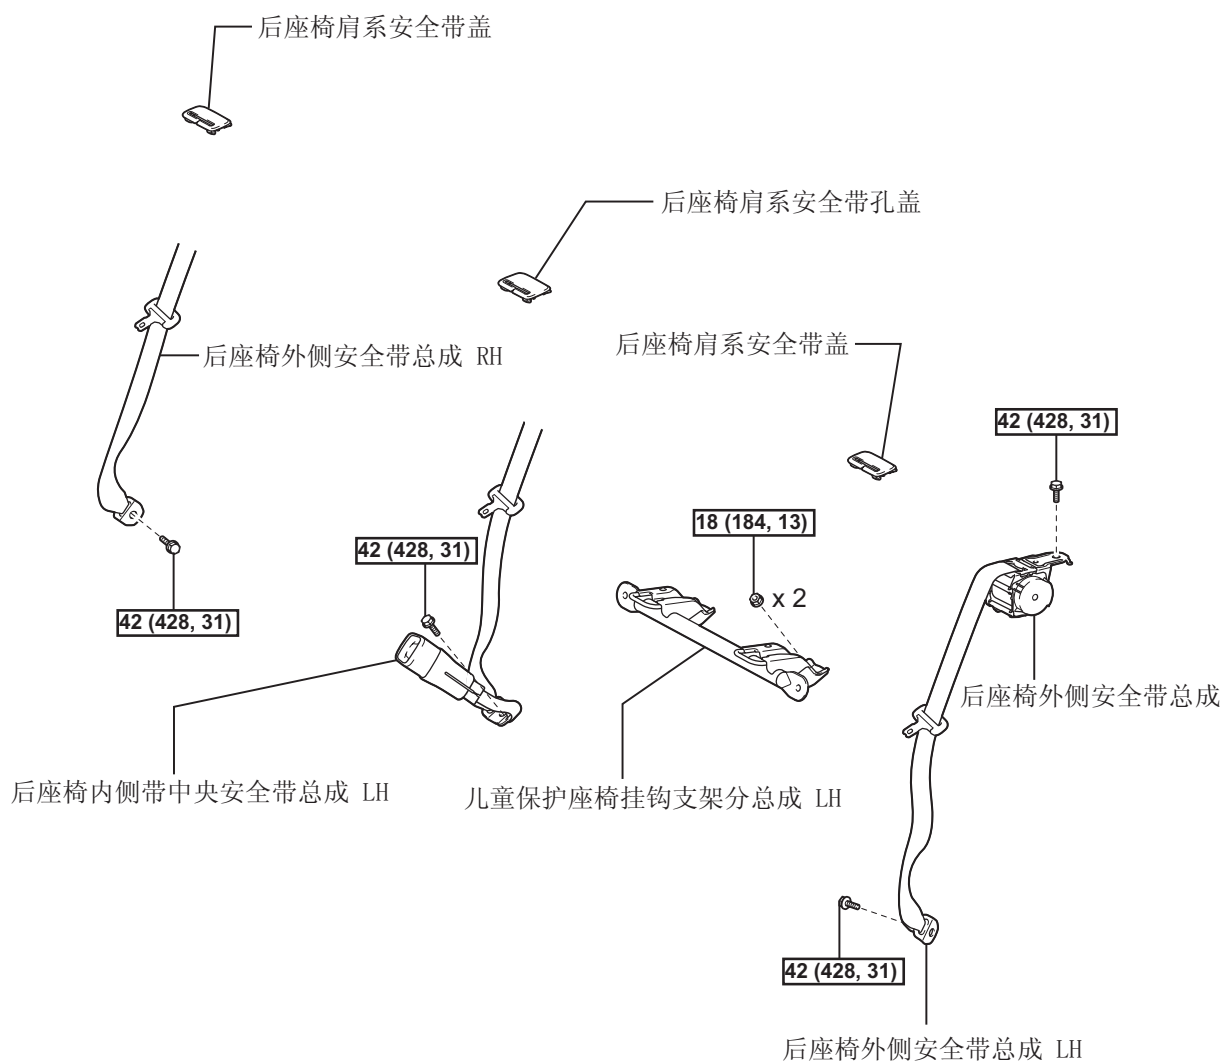 后座椅肩系安全带盖
后座椅肩系安全带孔盖
后座椅肩系安全带盖
后座椅外侧安全带总成 RH
42 (428, 31)
18 (184, 13)
42 (428, 31)
x 2
42 (428, 31)
后座椅外侧安全带总成
后座椅内侧带中央安全带总成 LH
儿童保护座椅挂钩支架分总成 LH
42 (428, 31)
后座椅外侧安全带总成 LH